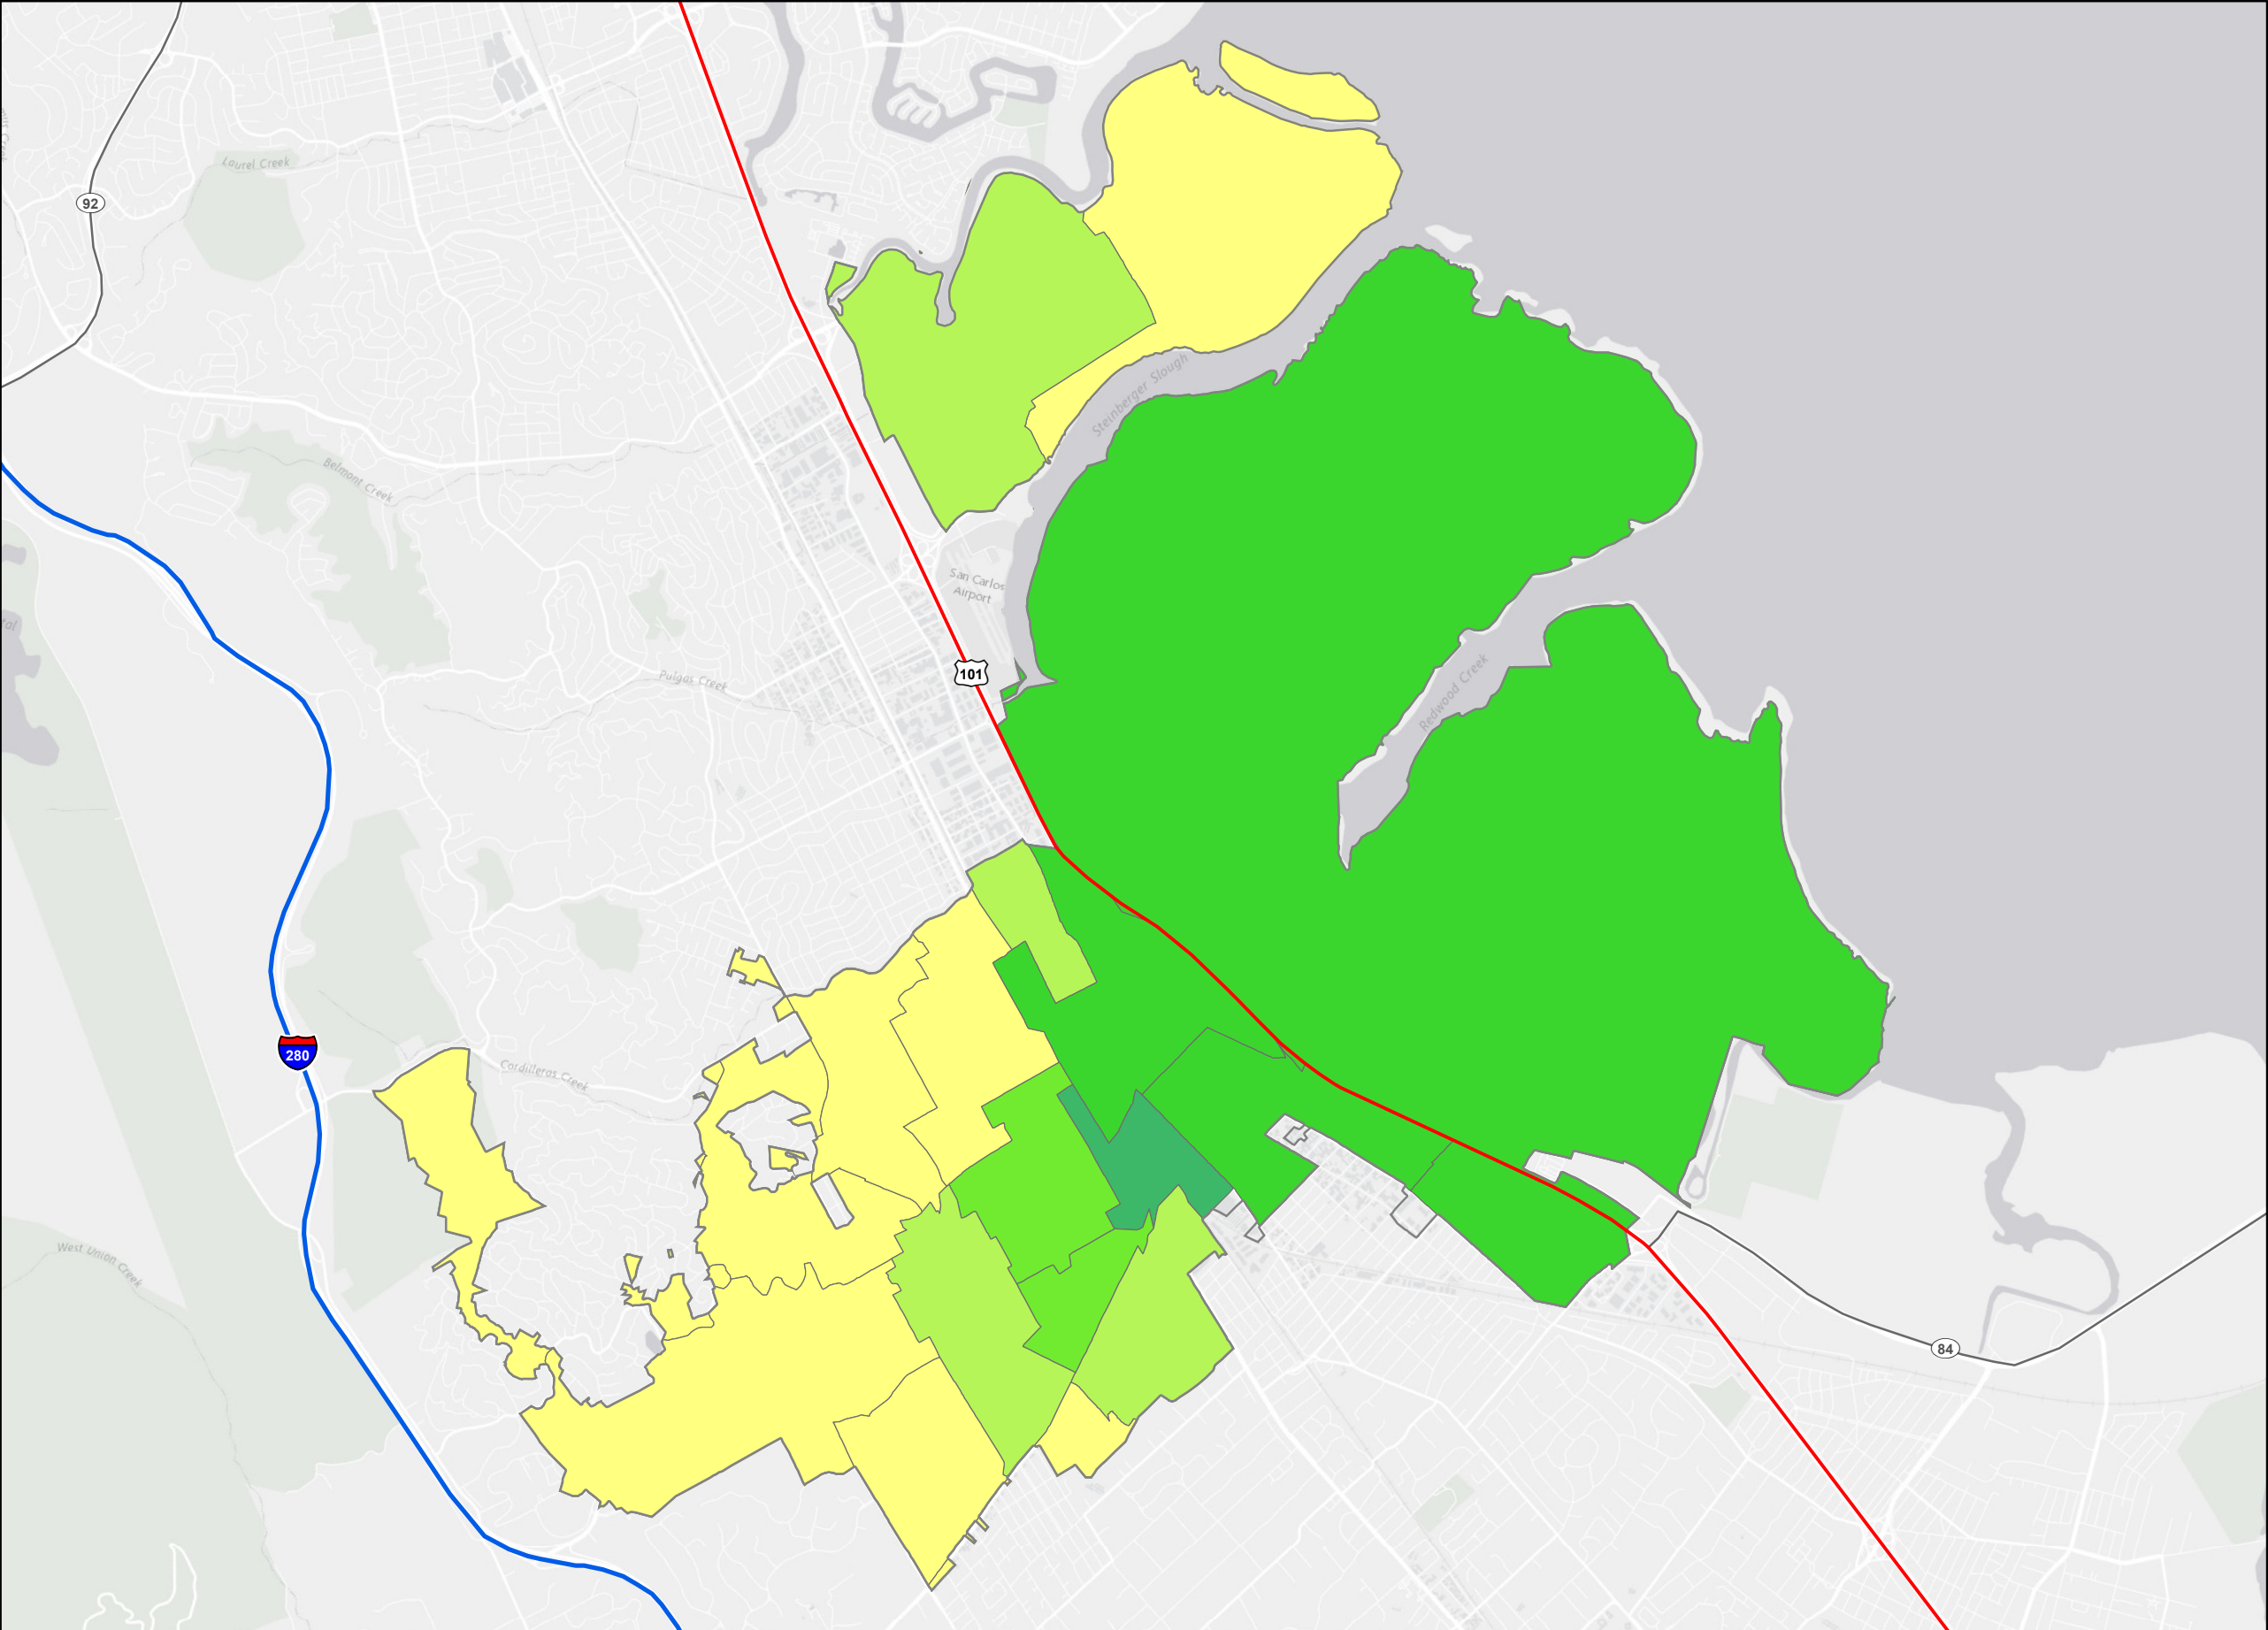 Laurel Creek
92
Steinberger Slough
Belmont Creek
San Carlos
Airport
101
Pulgas Creek
Redwood Creek
280
Cordilleras Creek
West Union Creek
84